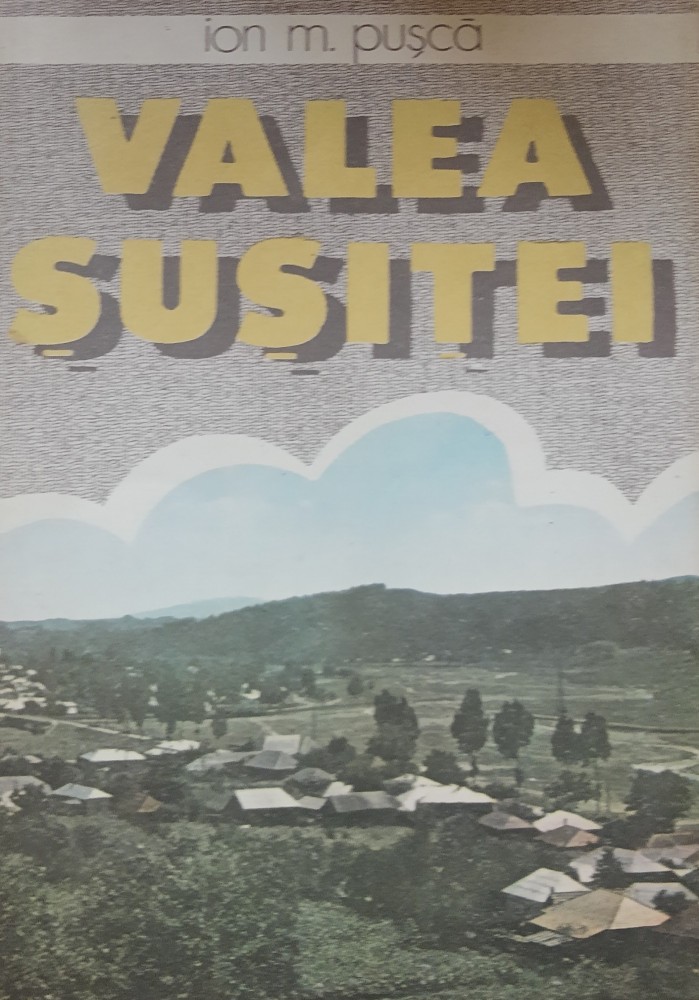 ion m. pușcă
VALEA
ȘUȘIȚEI